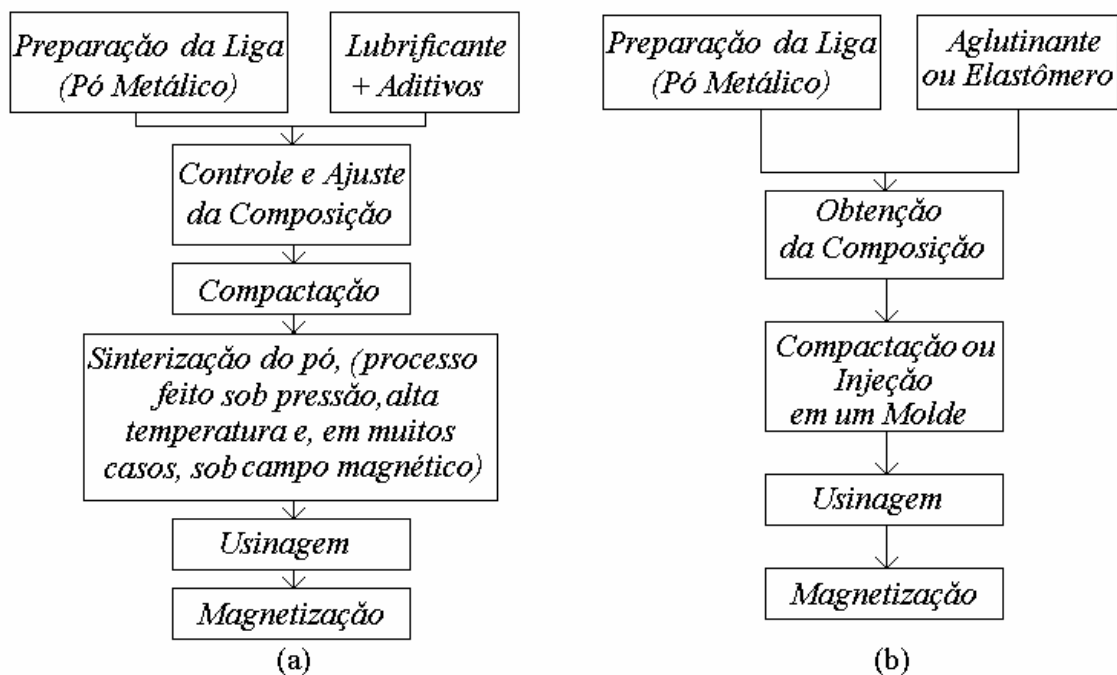 Preparação da Liga
(Pó Metálico)
Lubrificante
+ Aditivos
Controle e Ajuste
da Composição
Compactação
Sinterização do pó, (processo
feito sob pressão, alta
temperatura e, em muitos
casos, sob campo magnético)
Usinagem
Magnetização
(a)
Preparação da Liga
(Pó Metálico)
Aglutinante
ou Elastômero
Obtenção
da Composição
Compactação ou
Injeção
em um Molde
Usinagem
Magnetização
(b)